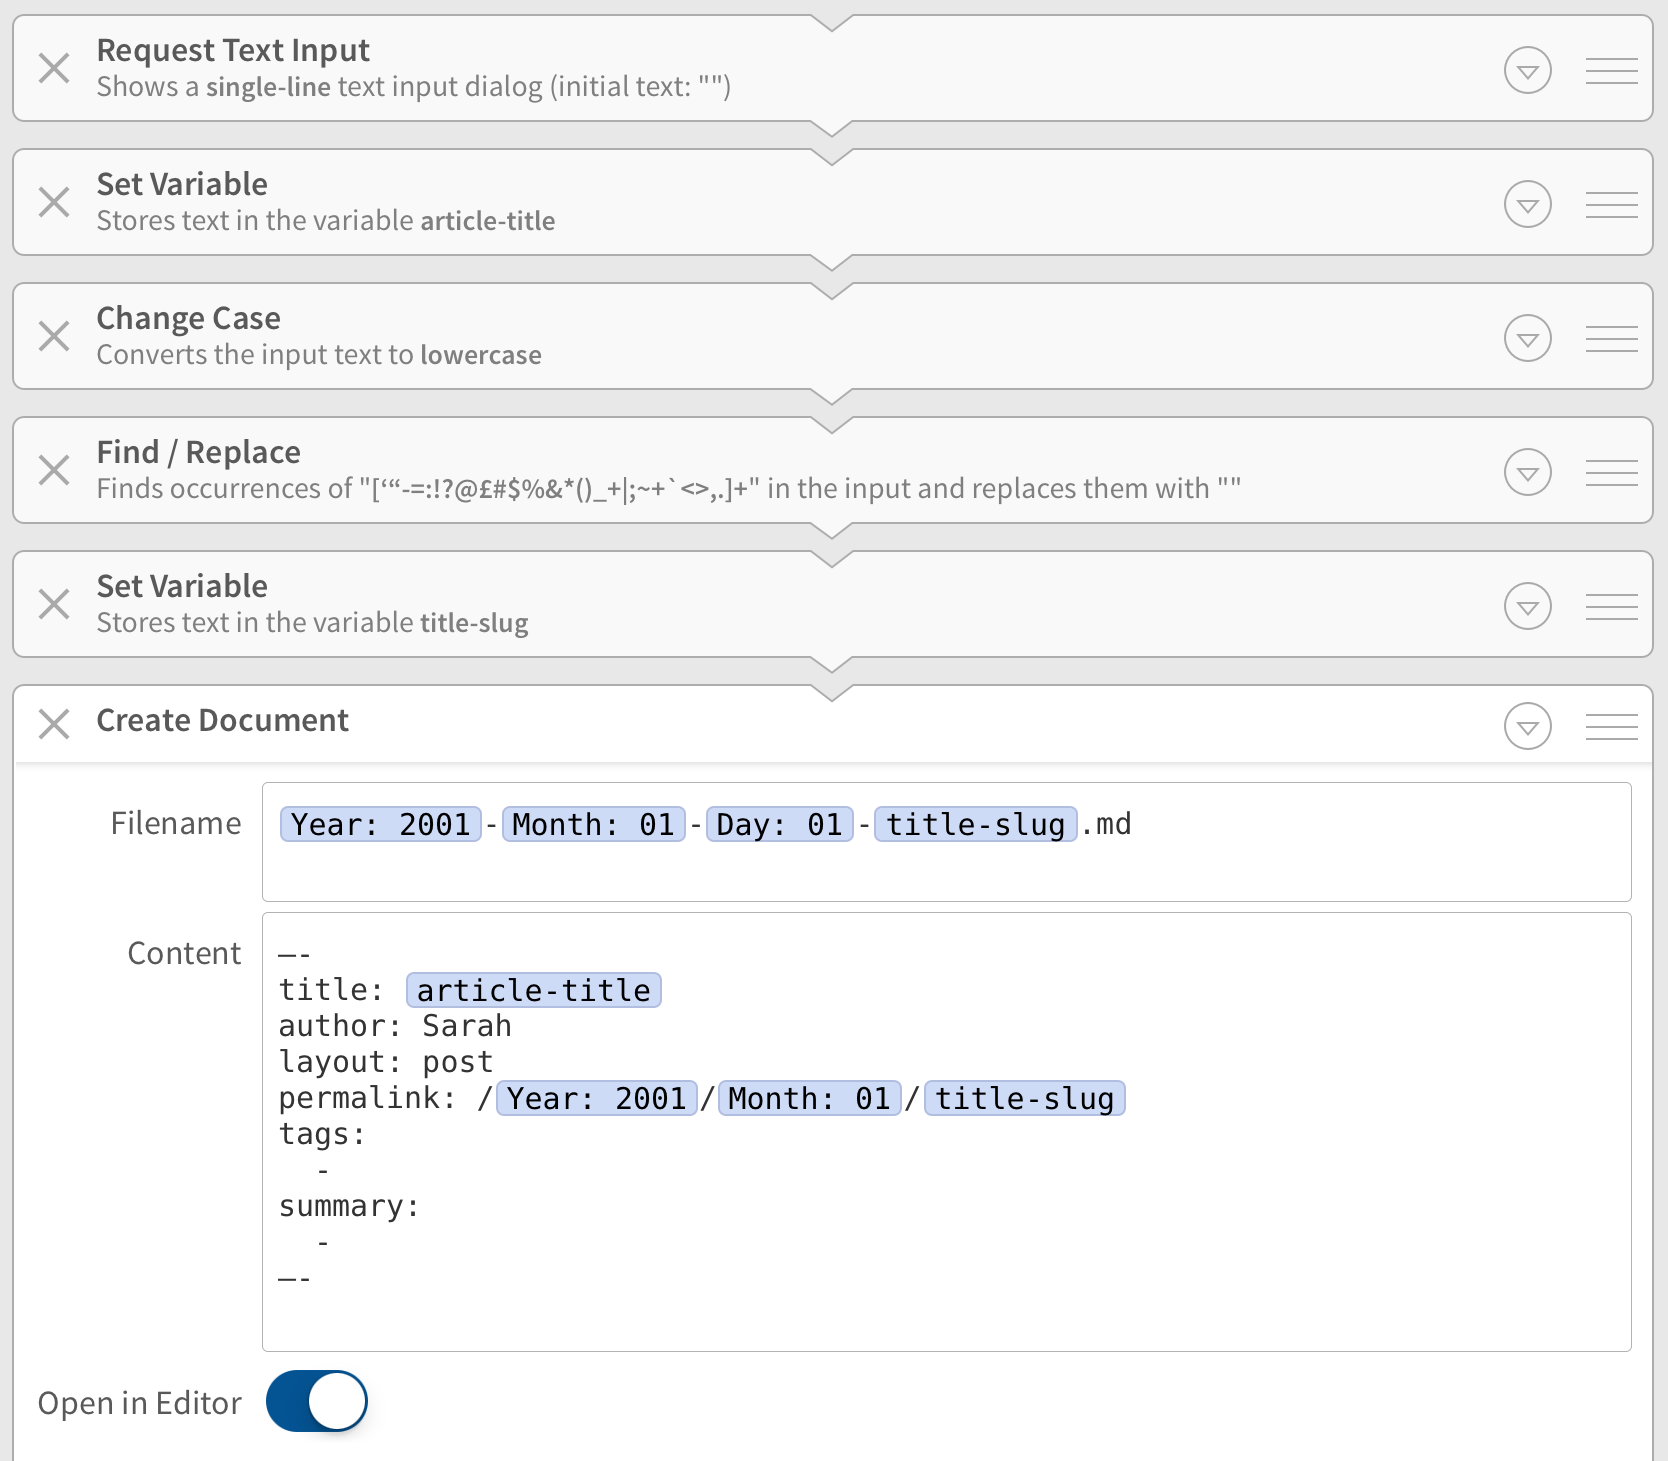 Request Text Input
Shows a single-line text input dialog (initial text: "")
Set Variable
Stores text in the variable article-title
Change Case
Converts the input text to lowercase
Find / Replace
Finds occurrences of "[‘“-=:!?@£#$%&*()_+|;~+`<>,.]+" in the input and replaces them with ""
Set Variable
Stores text in the variable title-slug
Create Document
Filename
Year: 2001-Month: 01-Day: 01-title-slug.md
Content
—-
title: article-title
author: Sarah
layout: post
permalink: /Year: 2001/Month: 01/title-slug
tags:
  -
summary:
  -
—-
Open in Editor